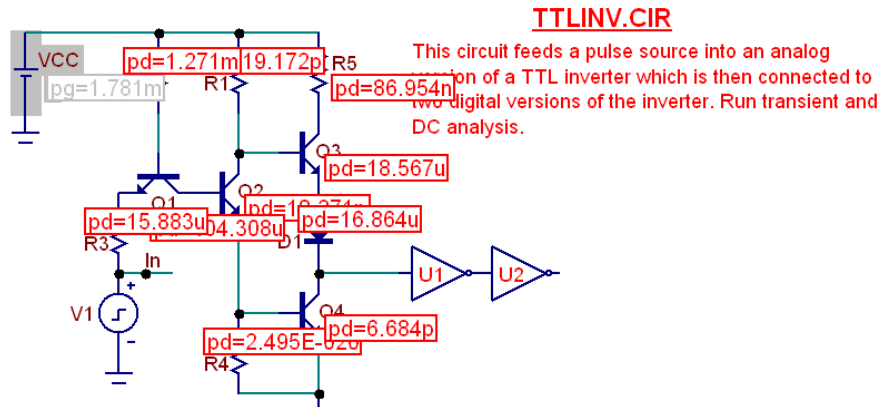 TTLINV.CIR
This circuit feeds a pulse source into an analog
version of a TTL inverter which is then connected to
two digital versions of the inverter. Run transient and
DC analysis.
VCC
pg=1.781m
pd=1.271m
19.172p
R5
R1
pd=86.954n
Q3
pd=18.567u
Q1
Q2
pd=15.883u
04.308u
pd=16.864u
D1
R3
In
U1
U2
V1
+
-
Q4
pd=6.684p
pd=2.495E-020
R4